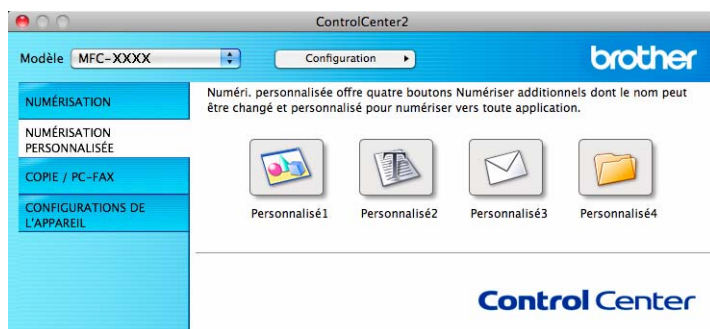 ControlCenter2
Modèle MFC-XXXX Configuration brother
NUMÉRISATION
NUMÉRISATION
PERSONNALISÉE
COPIE / PC-FAX
CONFIGURATIONS DE
L'APPAREIL
Numéri. personnalisée offre quatre boutons Numériser additionnels dont le nom peut
être changé et personnalisé pour numériser vers toute application.
Personnalisé1 Personnalisé2 Personnalisé3 Personnalisé4
Control Center